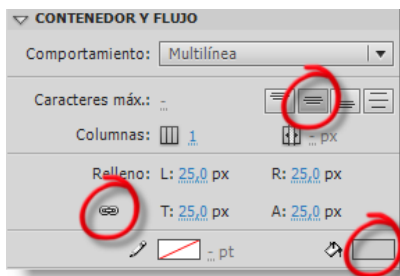 CONTENEDOR Y FLUJO
Comportamiento: Multilínea
Caracteres máx.: -
Columnas: 1 - px
Relleno: L: 25,0 px R: 25,0 px
T: 25,0 px A: 25,0 px
- pt